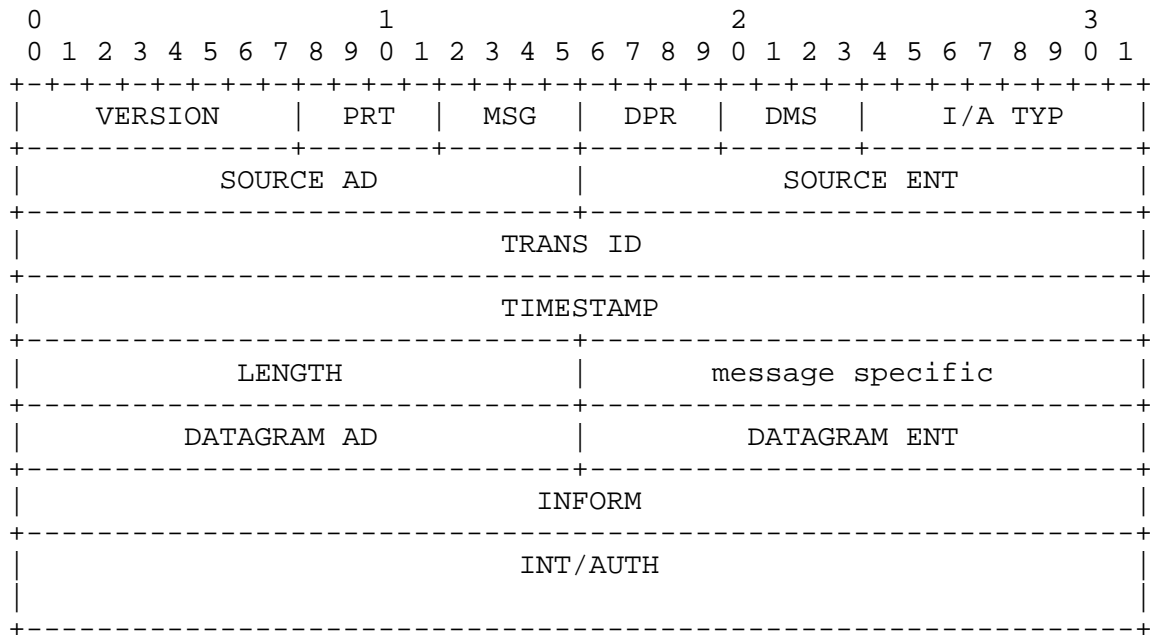 0                   1                   2                   3
 0 1 2 3 4 5 6 7 8 9 0 1 2 3 4 5 6 7 8 9 0 1 2 3 4 5 6 7 8 9 0 1
+-+-+-+-+-+-+-+-+-+-+-+-+-+-+-+-+-+-+-+-+-+-+-+-+-+-+-+-+-+-+-+-+
|    VERSION    |  PRT  |  MSG  |  DPR  |  DMS  |    I/A TYP    |
+---------------+-------+-------+-------+-------+---------------+
|           SOURCE AD           |           SOURCE ENT          |
+-------------------------------+-------------------------------+
|                           TRANS ID                            |
+---------------------------------------------------------------+
|                           TIMESTAMP                           |
+-------------------------------+-------------------------------+
|            LENGTH             |       message specific        |
+-------------------------------+-------------------------------+
|         DATAGRAM AD           |         DATAGRAM ENT          |
+-------------------------------+-------------------------------+
|                             INFORM                            |
+---------------------------------------------------------------+
|                            INT/AUTH                           |
|                                                               |
+---------------------------------------------------------------+